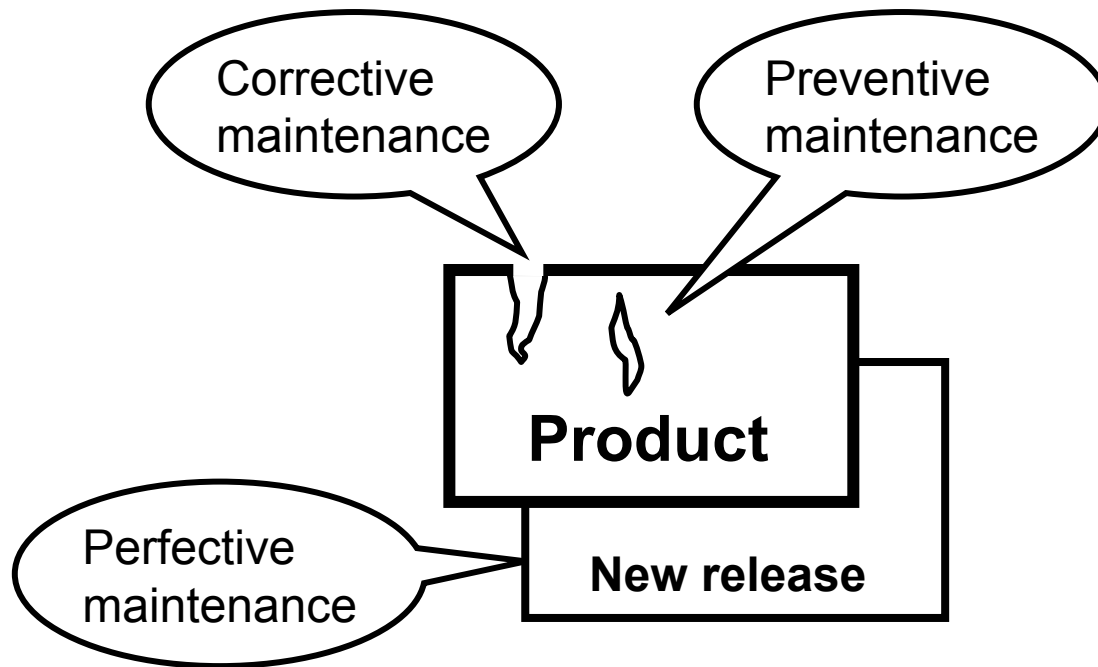 Corrective
maintenance
Preventive
maintenance
Product
Perfective
maintenance
New release